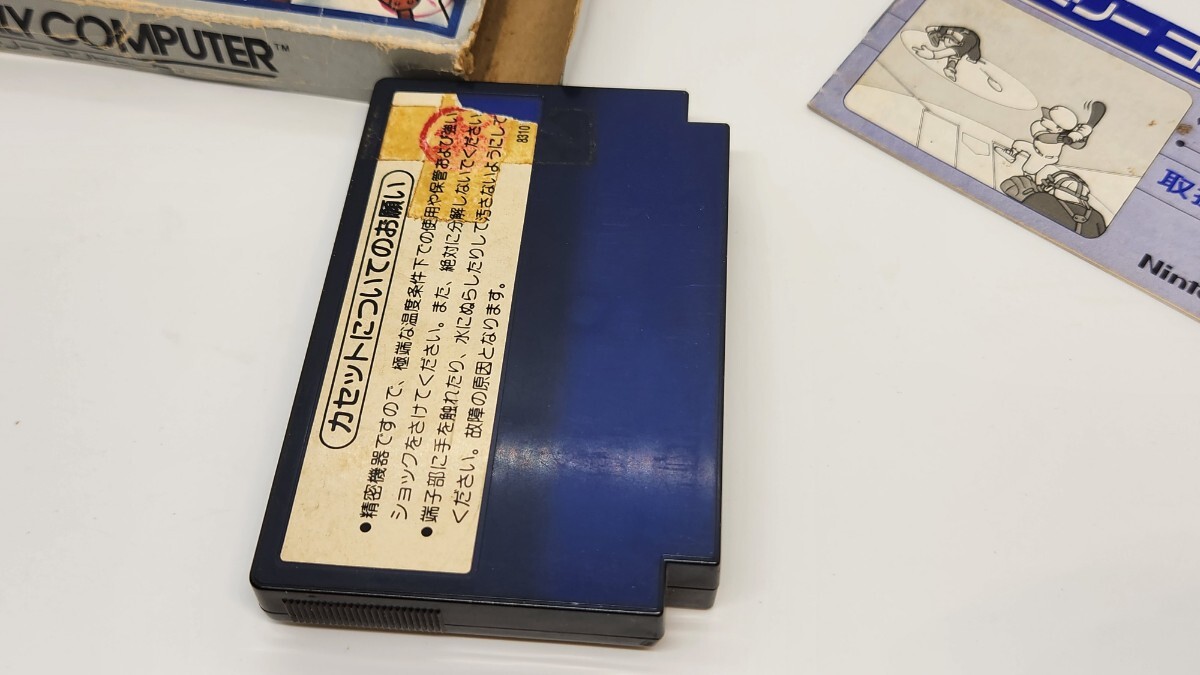 COMPUTER™
カセットについてのお願い
●精密機器ですので、極端な温度条件下での使用や保管および強い
ショックをさけてください。また、絶対に分解しないでください。
●端子部に手を触れたり、水にぬらしたりして汚さないようにして
ください。故障の原因となります。
8310